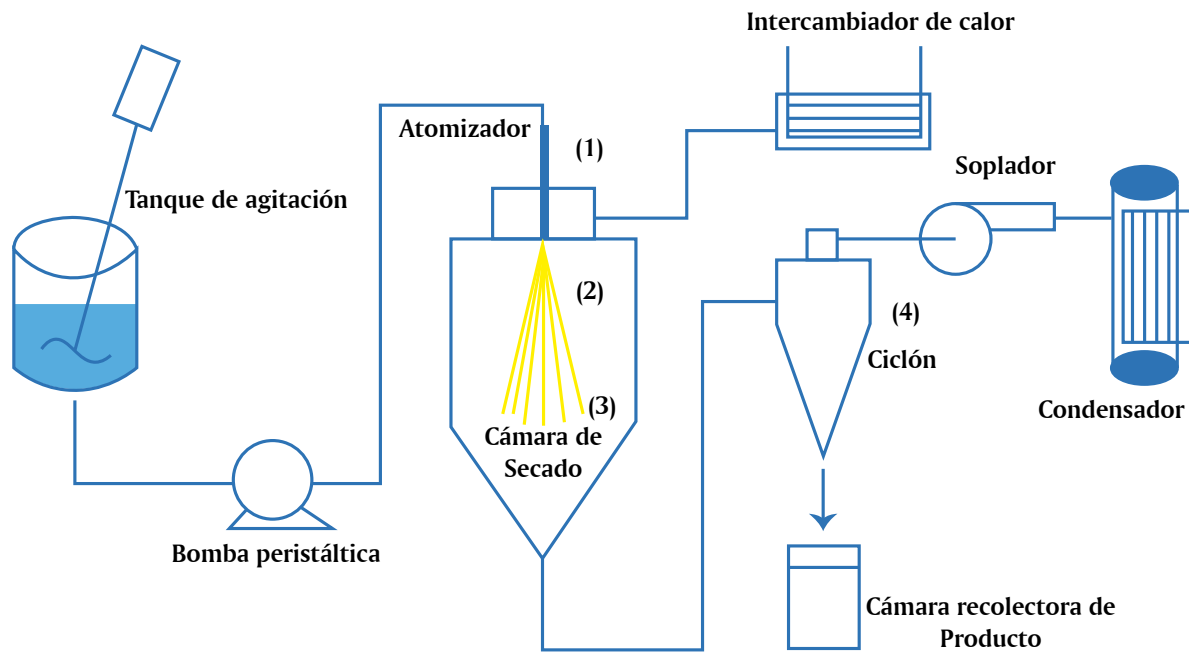 Intercambiador de calor
Atomizador
(1)
Soplador
Tanque de agitación
(2)
(4)
Ciclón
(3)
Cámara de
Secado
Condensador
Bomba peristáltica
Cámara recolectora de
Producto